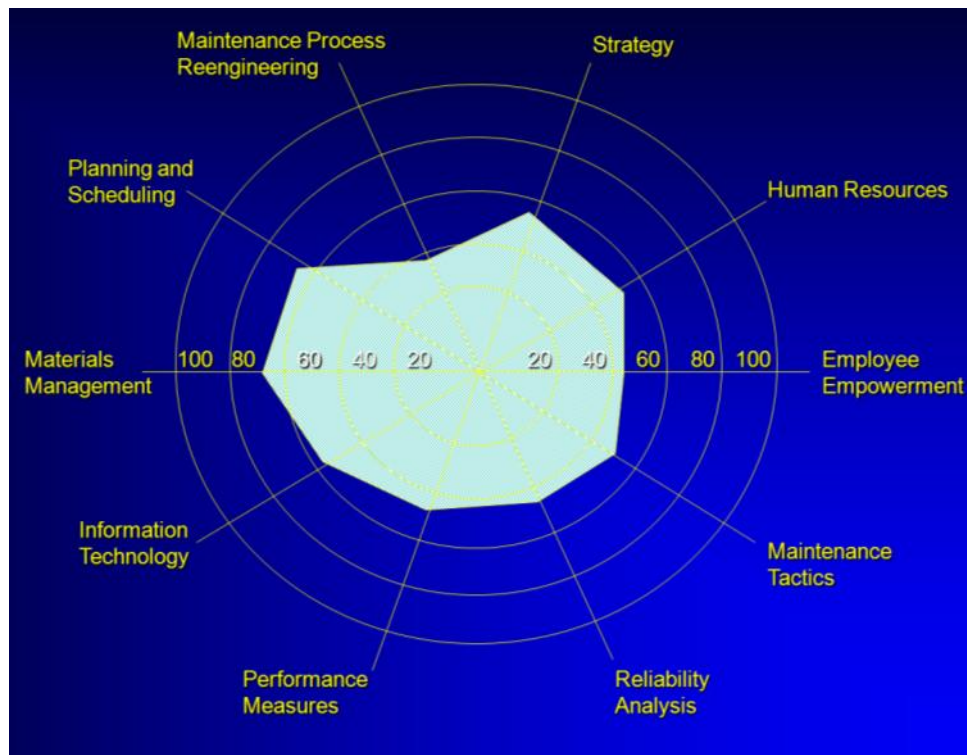 Maintenance Process
Reengineering
Strategy
Planning and
Scheduling
Human Resources
Materials
Management
100 80 60 40 20 20 40 60 80 100
Employee
Empowerment
Information
Technology
Maintenance
Tactics
Performance
Measures
Reliability
Analysis